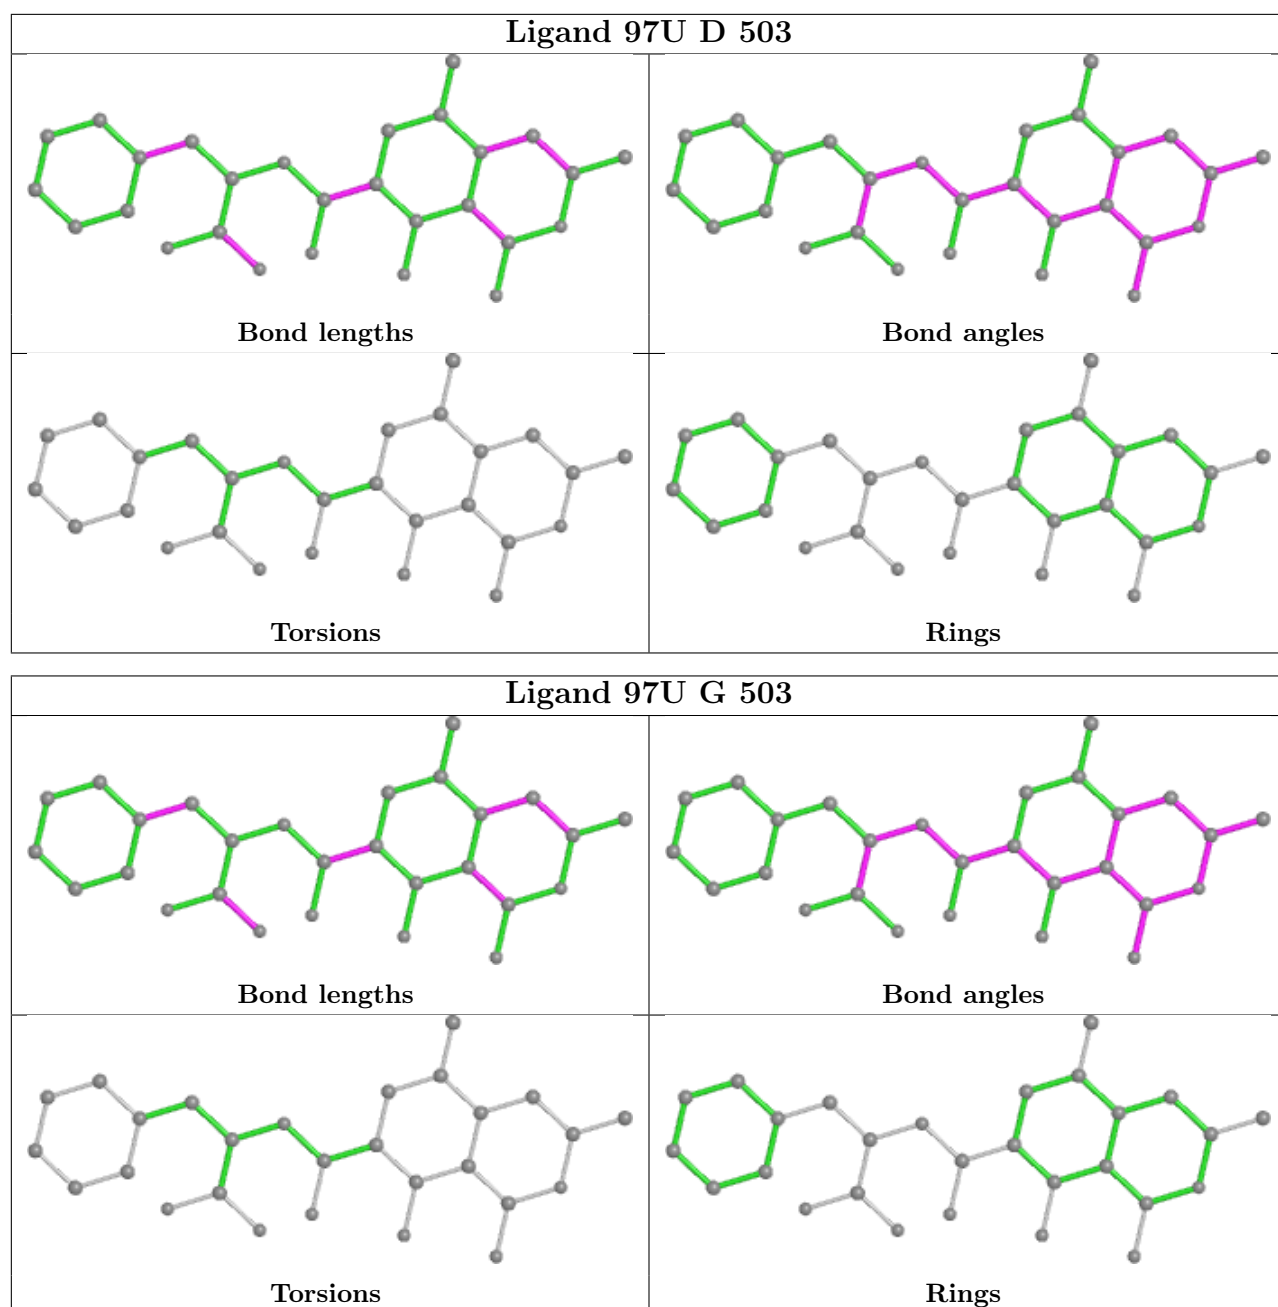 Ligand 97U D 503
Bond lengths
Bond angles
Torsions
Rings
Ligand 97U G 503
Bond lengths
Bond angles
Torsions
Rings